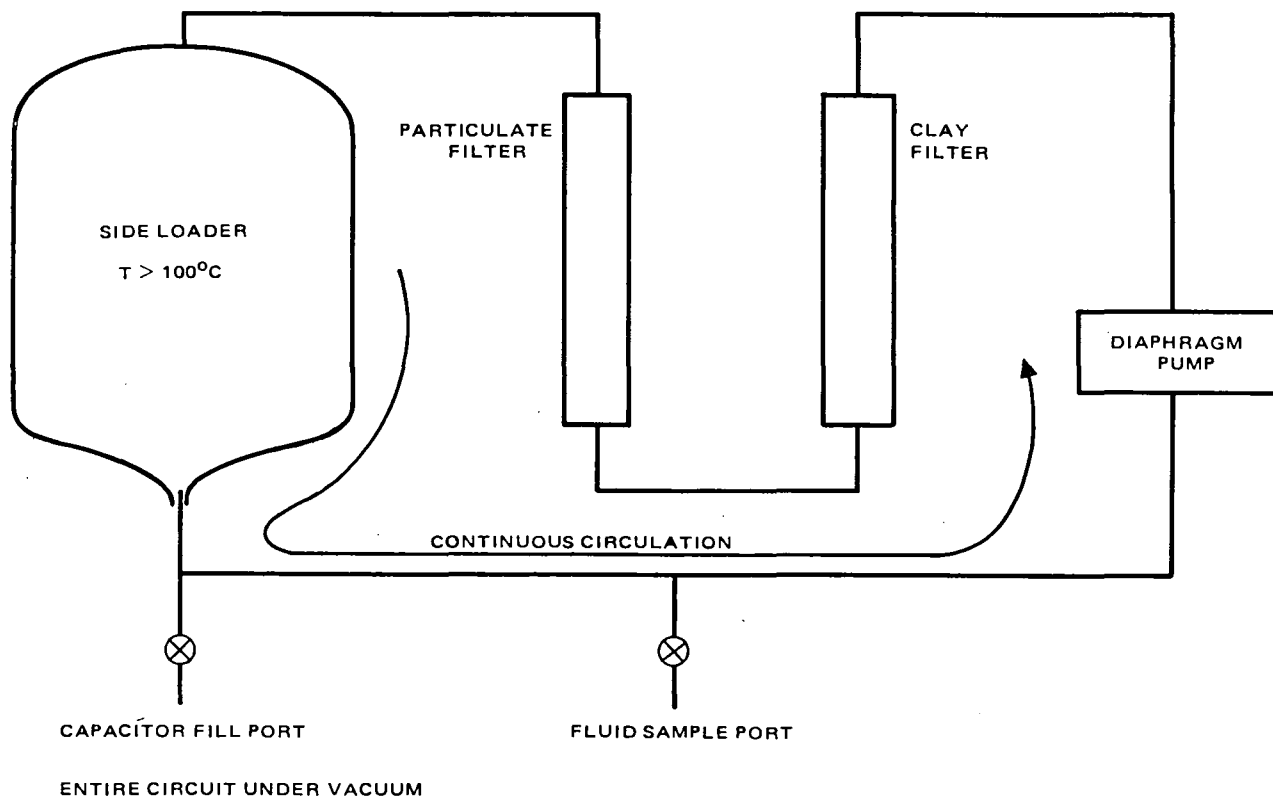 PARTICULATE
FILTER
CLAY
FILTER
SIDE LOADER
T > 100°C
DIAPHRAGM
PUMP
CONTINUOUS CIRCULATION
CAPACITOR FILL PORT
FLUID SAMPLE PORT
ENTIRE CIRCUIT UNDER VACUUM